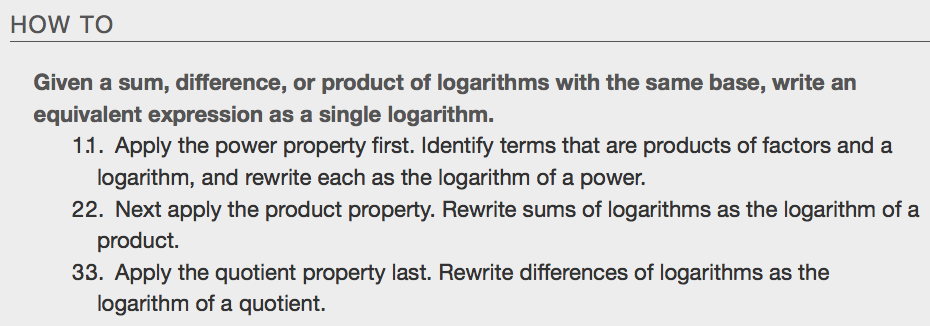 HOW TO
Given a sum, difference, or product of logarithms with the same base, write an
equivalent expression as a single logarithm.
11. Apply the power property first. Identify terms that are products of factors and a
logarithm, and rewrite each as the logarithm of a power.
22. Next apply the product property. Rewrite sums of logarithms as the logarithm of a
product.
33. Apply the quotient property last. Rewrite differences of logarithms as the
logarithm of a quotient.